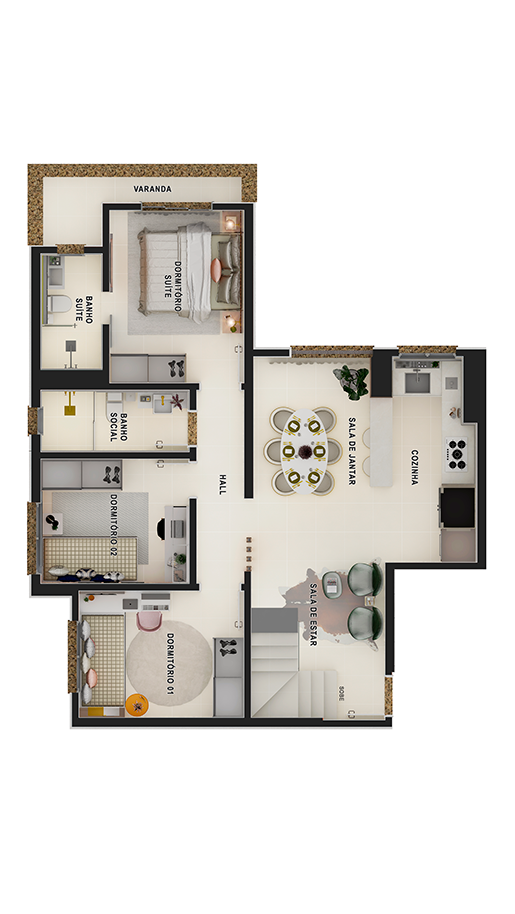 VARANDA
DORMITÓRIO
SUÍTE
BANHO
SUÍTE
BANHO
SOCIAL
HALL
SALA DE JANTAR
COZINHA
DORMITÓRIO 02
SALA DE ESTAR
DORMITÓRIO 01
SOBE